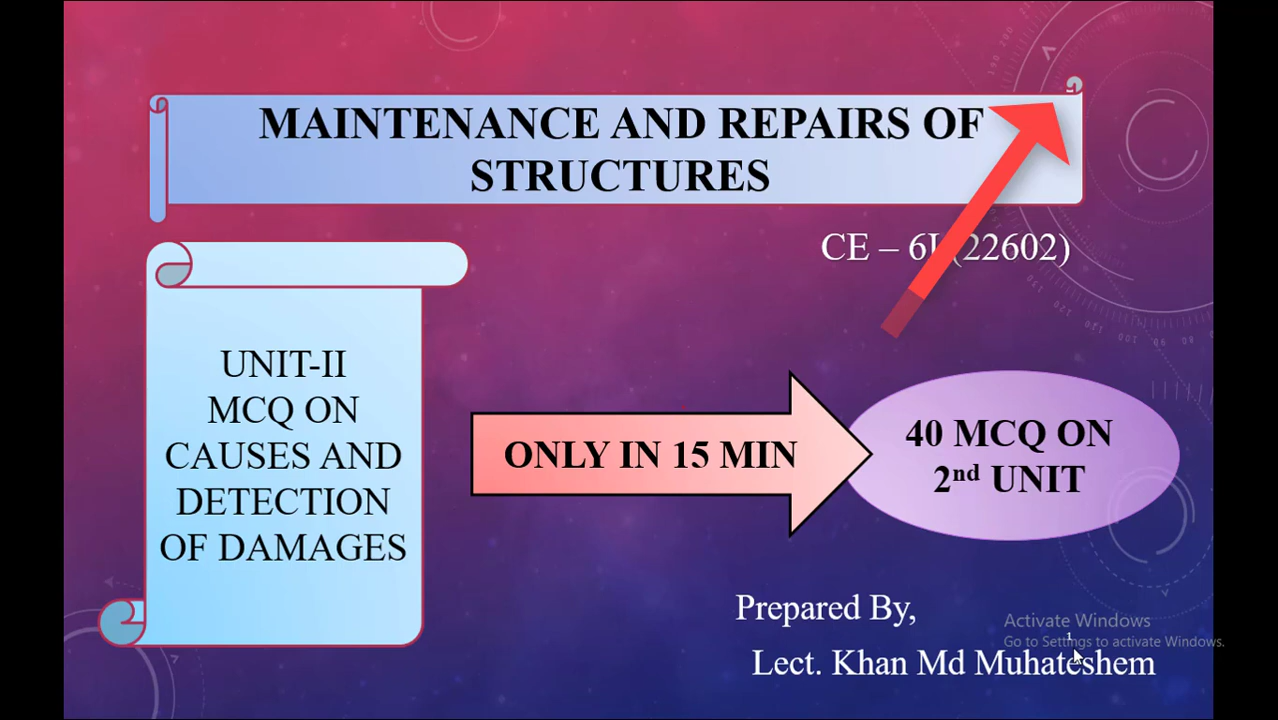 MAINTENANCE AND REPAIRS OF
STRUCTURES
CE – (22602)
UNIT-II
MCQ ON
CAUSES AND
DETECTION
OF DAMAGES
ONLY IN 15 MIN
40 MCQ ON
2nd UNIT
Prepared By,
Lect. Khan Md Muhateshem
Activate Windows
Go to Settings to activate Windows.
1